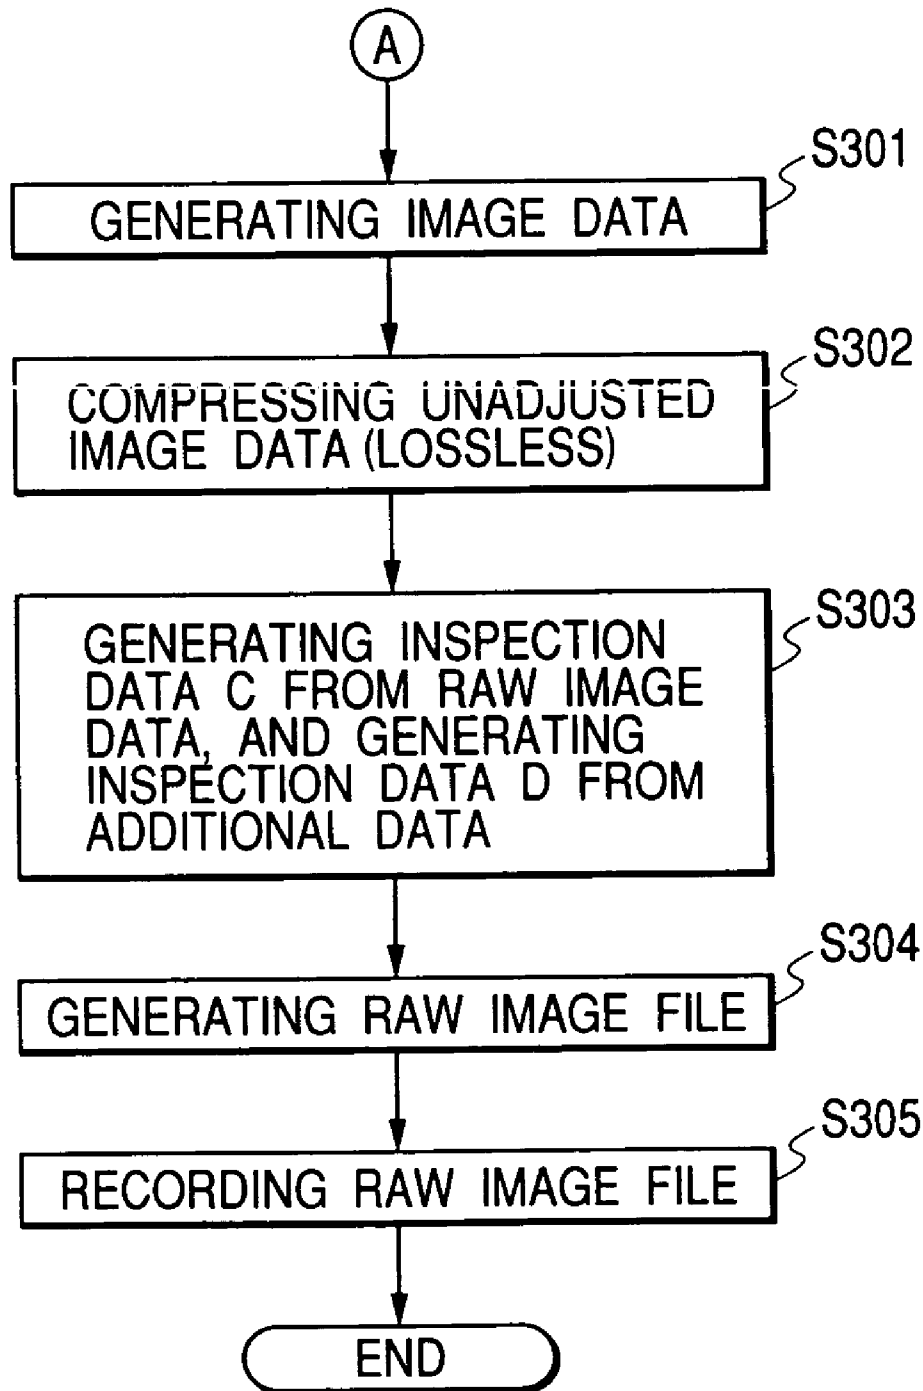 A
S301
GENERATING IMAGE DATA
S302
COMPRESSING UNADJUSTED
IMAGE DATA (LOSSLESS)
S303
GENERATING INSPECTION
DATA C FROM RAW IMAGE
DATA, AND GENERATING
INSPECTION DATA D FROM
ADDITIONAL DATA
S304
GENERATING RAW IMAGE FILE
S305
RECORDING RAW IMAGE FILE
END